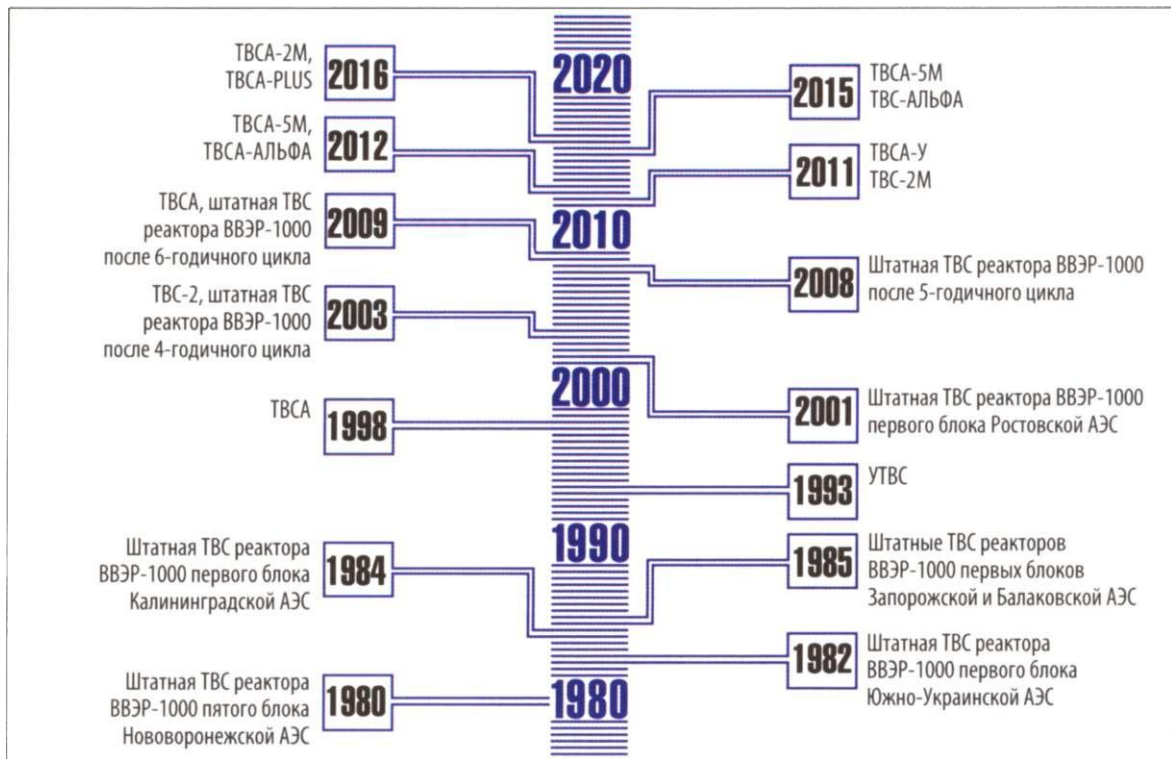 ТВСА-2М,
ТВСА-PLUS
2016
2020
2015
ТВСА-5М
ТВС-АЛЬФА
ТВСА-5М,
ТВСА-АЛЬФА
2012
2011
ТВСА-У
ТВС-2М
ТВСА, штатная ТВС
реактора ВВЭР-1000
после 6-годичного цикла
2009
2010
2008
Штатная ТВС реактора ВВЭР-1000
после 5-годичного цикла
ТВС-2, штатная ТВС
реактора ВВЭР-1000
после 4-годичного цикла
2003
2000
2001
Штатная ТВС реактора ВВЭР-1000
первого блока Ростовской АЭС
ТВСА
1998
1993
УТВС
Штатная ТВС реактора
ВВЭР-1000 первого блока
Калининградской АЭС
1984
1990
1985
Штатные ТВС реакторов
ВВЭР-1000 первых блоков
Запорожской и Балаковской АЭС
1982
Штатная ТВС реактора
ВВЭР-1000 первого блока
Южно-Украинской АЭС
Штатная ТВС реактора
ВВЭР-1000 пятого блока
Нововоронежской АЭС
1980
1980